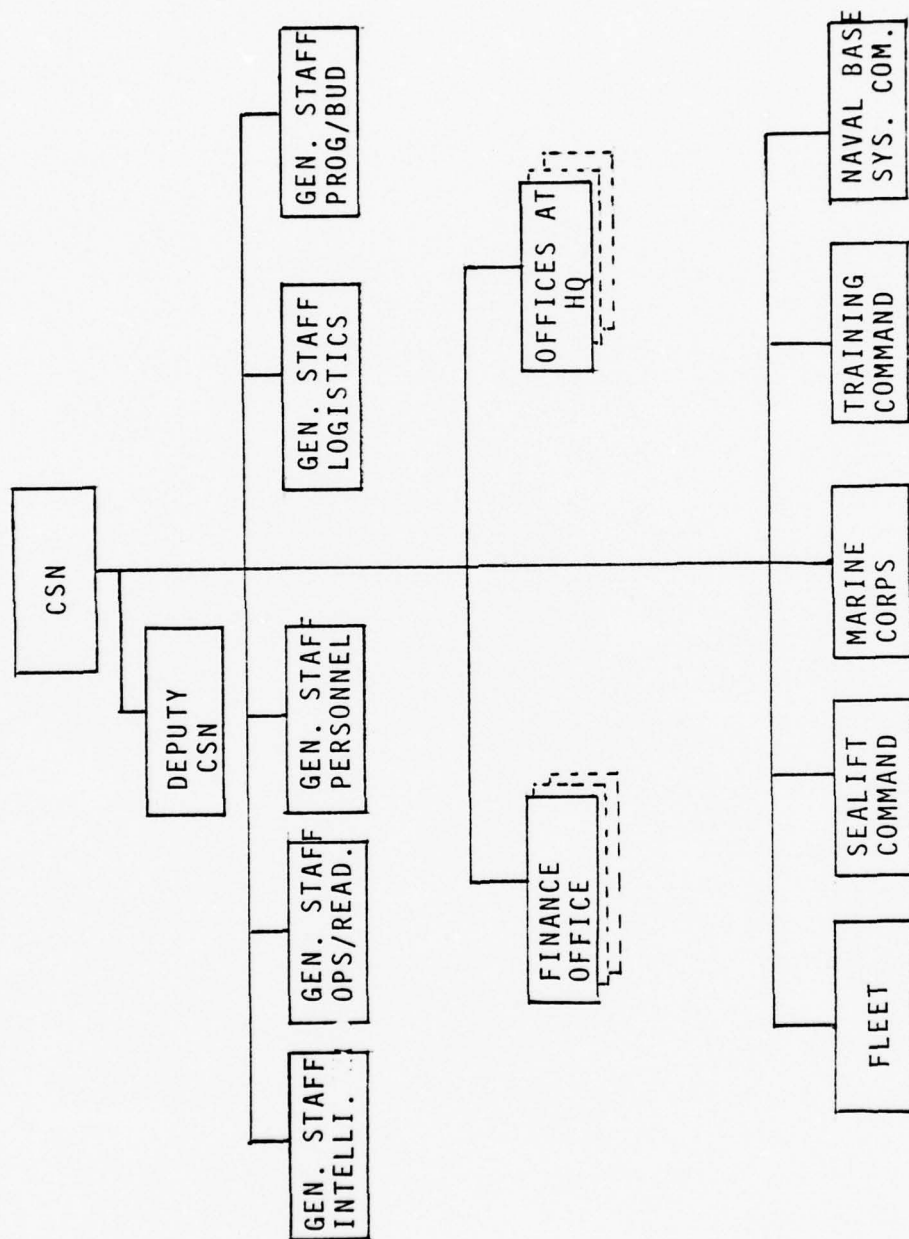 CSN
DEPUTY
CSN
GEN. STAFF
INTELLI.
GEN. STAFF
OPS/READ.
GEN. STAFF
PERSONNEL
GEN. STAFF
LOGISTICS
GEN. STAFF
PROG/BUD
FINANCE
OFFICE
OFFICES AT
HQ
FLEET
SEALIFT
COMMAND
MARINE
CORPS
TRAINING
COMMAND
NAVAL BASE
SYS. COM.